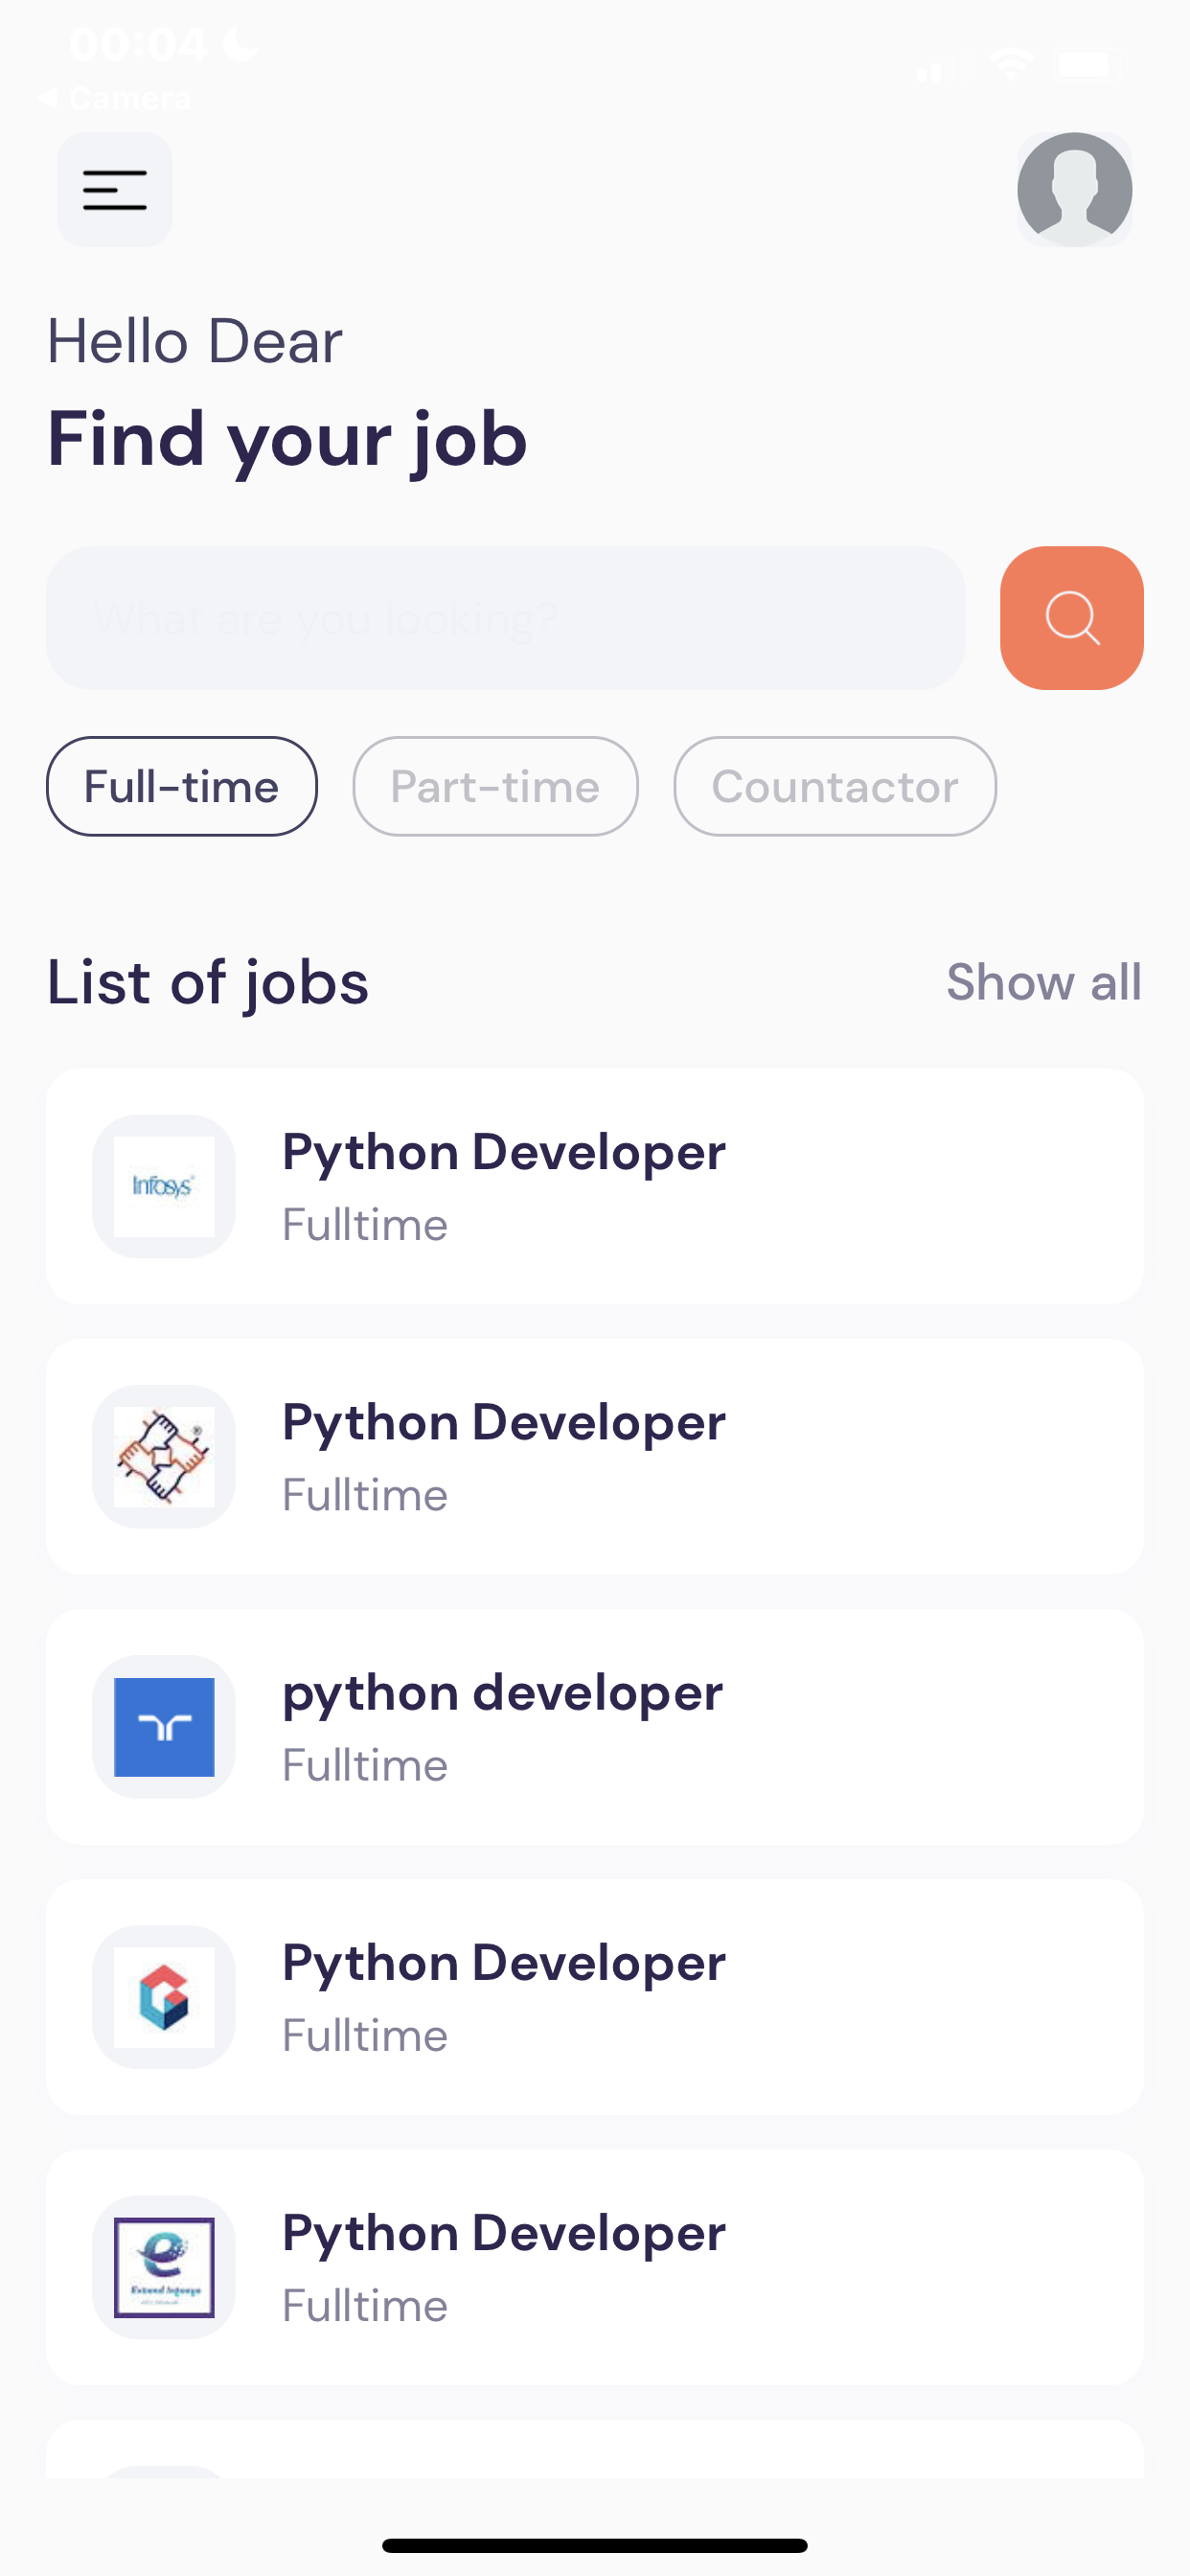 00:04
Camera
Hello Dear
Find your job
What are you looking?
Full-time Part-time Countactor
List of jobs Show all
Infosys
Python Developer
Fulltime
Python Developer
Fulltime
python developer
Fulltime
Python Developer
Fulltime
Python Developer
Fulltime